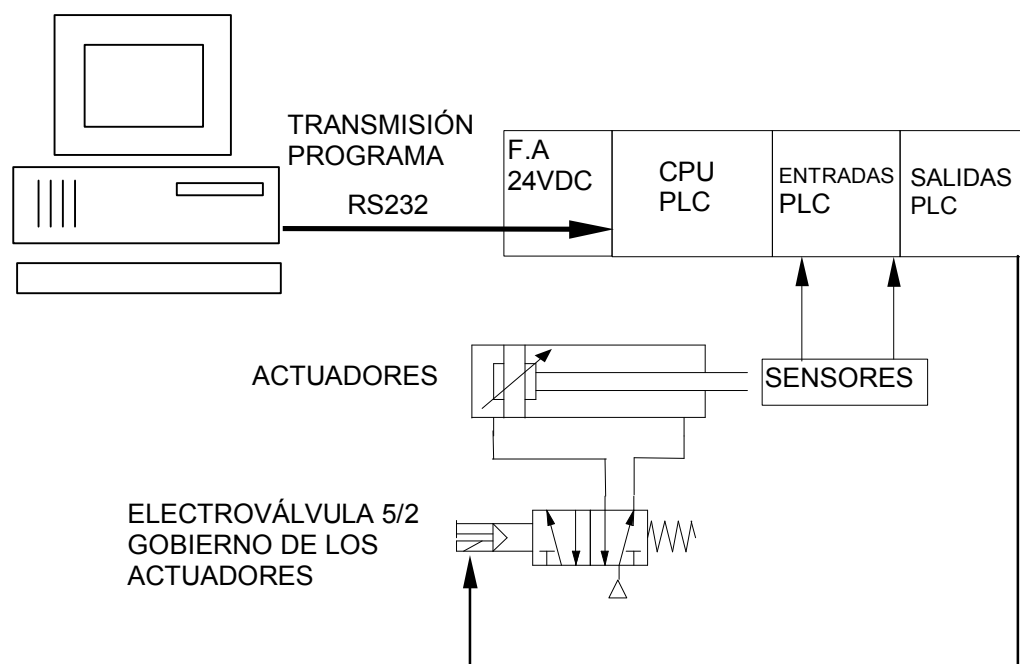 TRANSMISIÓN
PROGRAMA
RS232
F.A
24VDC
CPU
PLC
ENTRADAS
PLC
SALIDAS
PLC
ACTUADORES
SENSORES
ELECTROVÁLVULA 5/2
GOBIERNO DE LOS
ACTUADORES